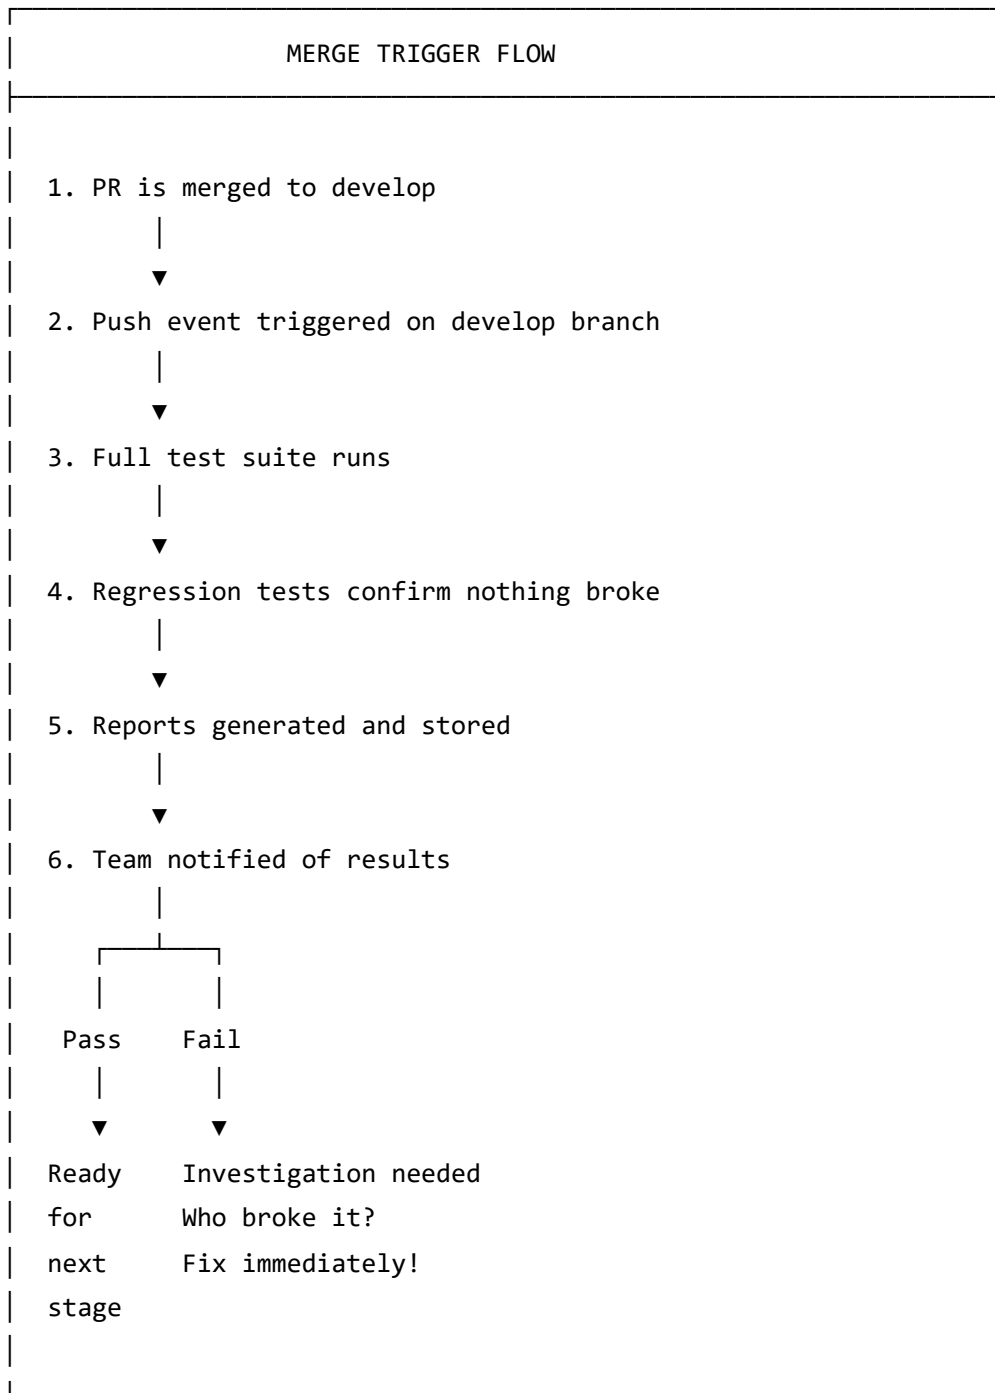 MERGE TRIGGER FLOW
1. PR is merged to develop
2. Push event triggered on develop branch
3. Full test suite runs
4. Regression tests confirm nothing broke
5. Reports generated and stored
6. Team notified of results
Pass Fail
Ready Investigation needed
for Who broke it?
next Fix immediately!
stage